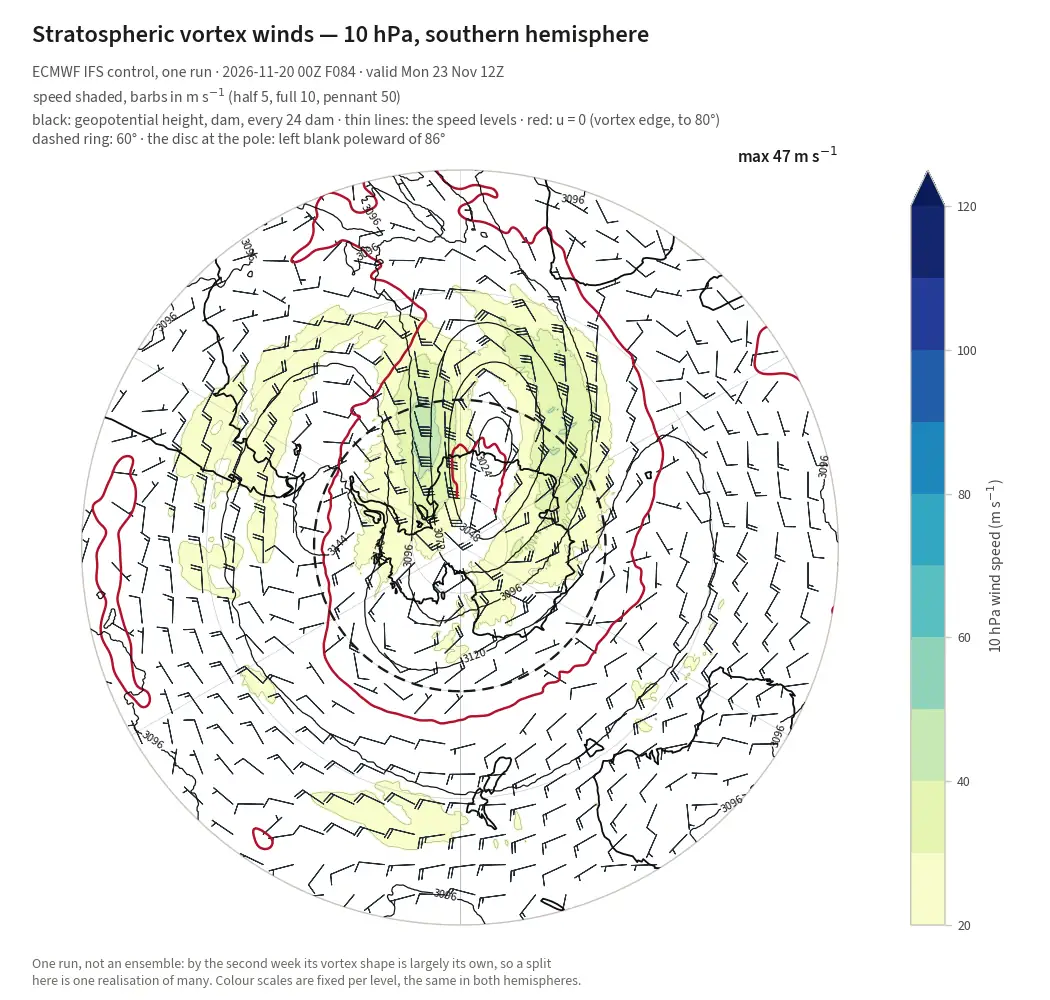 Stratospheric vortex winds — 10 hPa, southern hemisphere
ECMWF IFS control, one run · 2026-11-20 00Z F084 · valid Mon 23 Nov 12Z
speed shaded, barbs in m s⁻¹ (half 5, full 10, pennant 50)
black: geopotential height, dam, every 24 dam · thin lines: the speed levels · red: u = 0 (vortex edge, to 80°)
dashed ring: 60° · the disc at the pole: left blank poleward of 86°
max 47 m s⁻¹
3096
3096
3096
3096
3096
3096
3024
3048
3072
3144
3096
3096
3120
3096
3096
3096
3096
120
100
80
60
40
20
10 hPa wind speed (m s⁻¹)
One run, not an ensemble: by the second week its vortex shape is largely its own, so a split
here is one realisation of many. Colour scales are fixed per level, the same in both hemispheres.